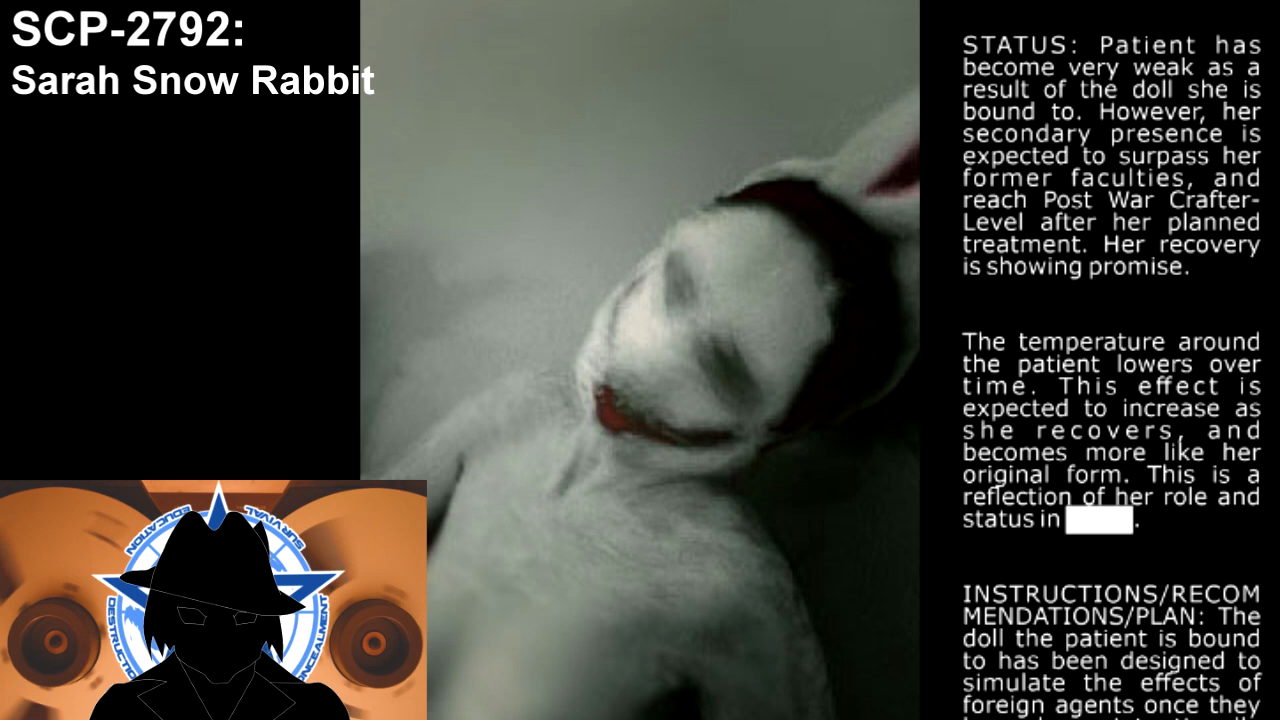 SCP-2792:
Sarah Snow Rabbit
STATUS: Patient has
become very weak as a
result of the doll she is
bound to. However, her
secondary presence is
expected to surpass her
former faculties, and
reach Post War Crafter-
Level after her planned
treatment. Her recovery
is showing promise.
The temperature around
the patient lowers over
time. This effect is
expected to increase as
she recovers, and
becomes more like her
original form. This is a
reflection of her role and
status in .
INSTRUCTIONS/RECOM
MENDATIONS/PLAN: The
doll the patient is bound
to has been designed to
simulate the effects of
foreign agents once they
EDUCATION
SURVIVAL